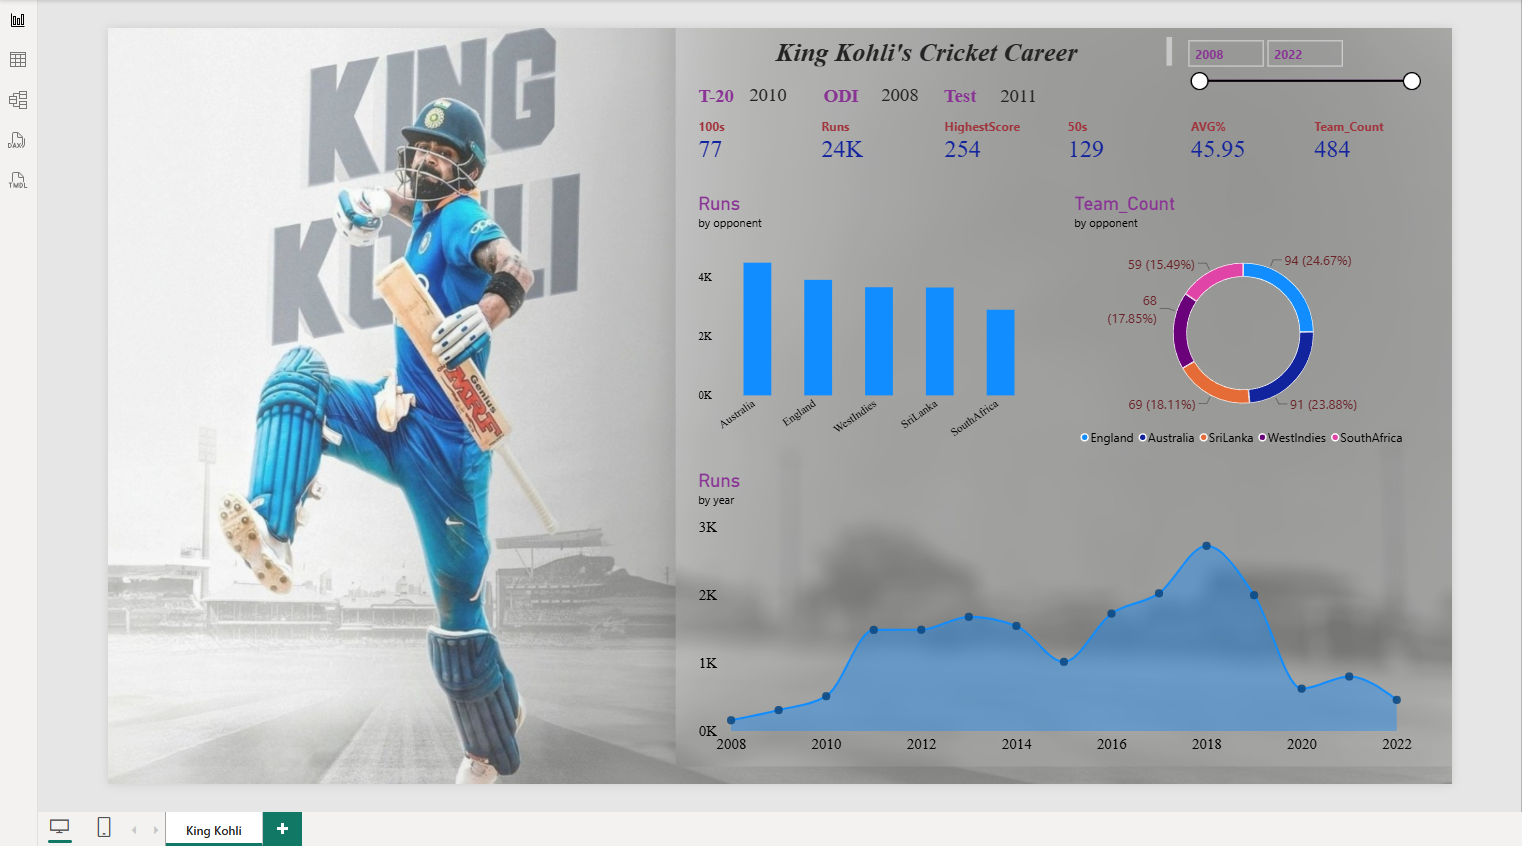 KING
KOHLI
Genius
MRF
DAX
TMDL
King Kohli's Cricket Career
2008 2022
T-20 2010 ODI 2008 Test 2011
100s Runs HighestScore 50s AVG% Team_Count
77 24K 254 129 45.95 484
Runs
by opponent
4K
2K
0K
Australia England WestIndies SriLanka SouthAfrica
Team_Count
by opponent
59 (15.49%) 94 (24.67%)
68
(17.85%)
69 (18.11%) 91 (23.88%)
England Australia SriLanka WestIndies SouthAfrica
Runs
by year
3K
2K
1K
0K
2008 2010 2012 2014 2016 2018 2020 2022
King Kohli